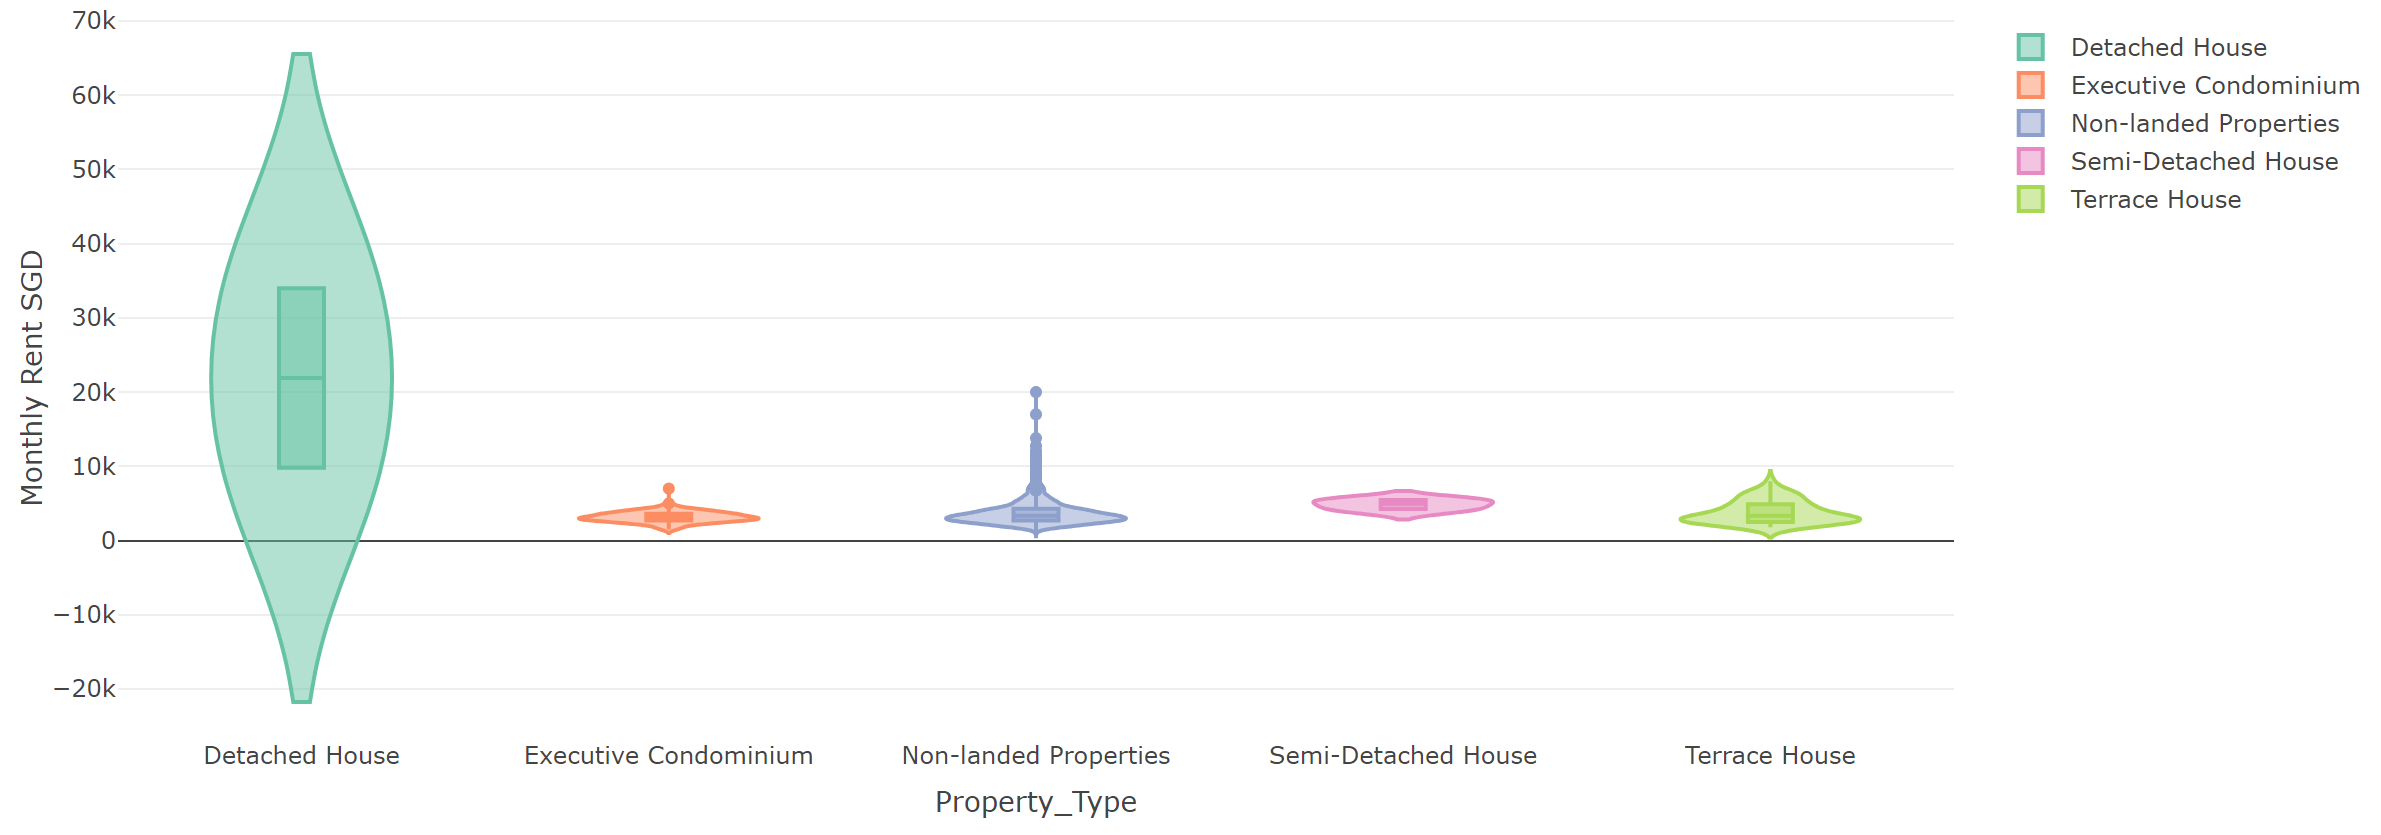 70k
60k
50k
40k
30k
20k
10k
0
−10k
−20k
Monthly Rent SGD
Detached House
Executive Condominium
Non-landed Properties
Semi-Detached House
Terrace House
Property_Type
Detached House
Executive Condominium
Non-landed Properties
Semi-Detached House
Terrace House